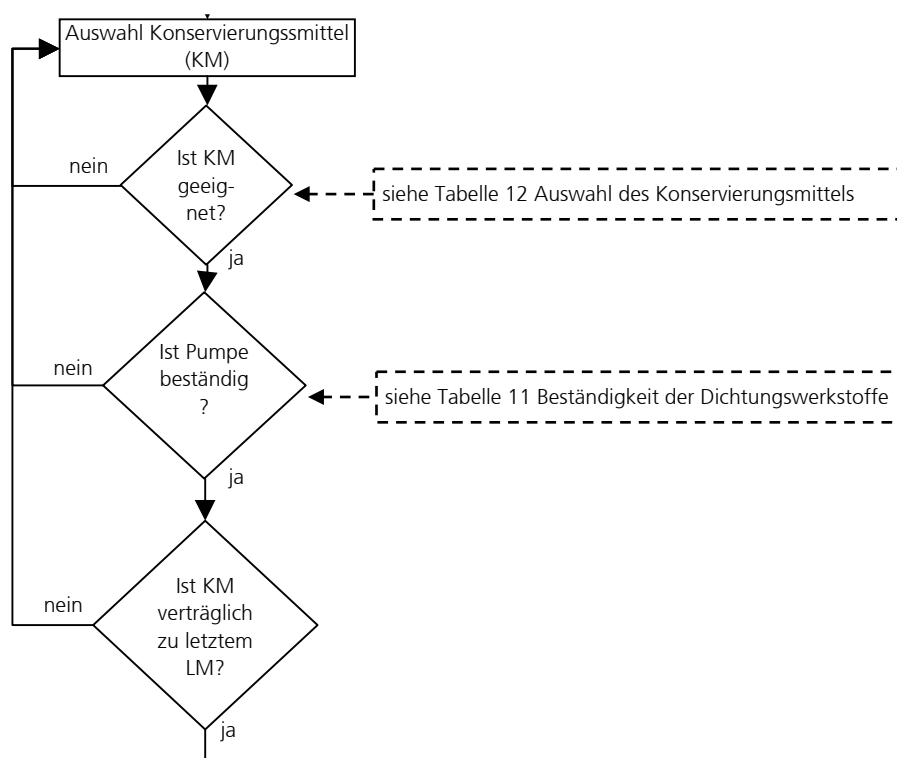 Auswahl Konservierungssmittel
(KM)
nein
Ist KM
geeig-
net?
siehe Tabelle 12 Auswahl des Konservierungsmittels
ja
nein
Ist Pumpe
beständig
?
siehe Tabelle 11 Beständigkeit der Dichtungswerkstoffe
ja
nein
Ist KM
verträglich
zu letztem
LM?
ja